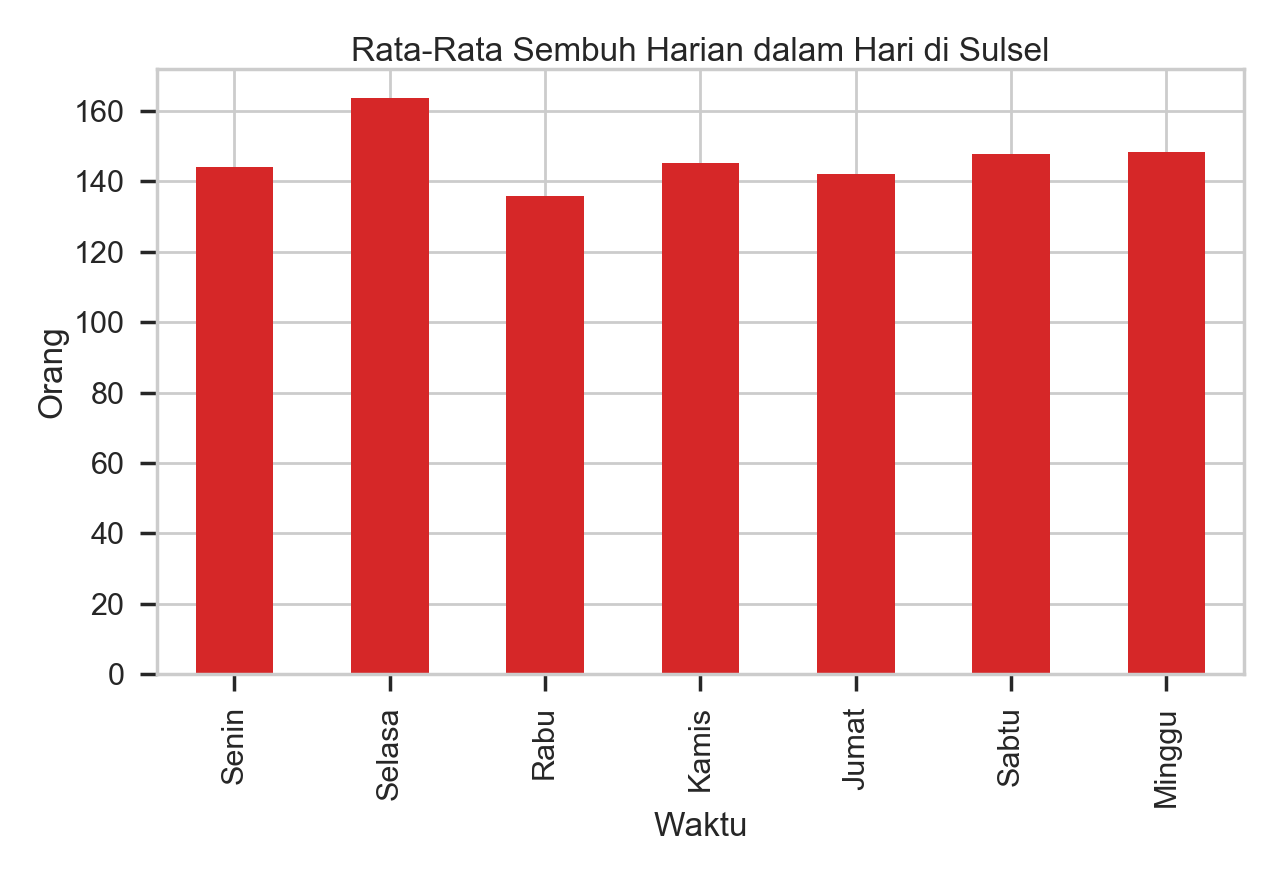 Rata-Rata Sembuh Harian dalam Hari di Sulsel
160
140
120
100
80
60
40
20
0
Orang
Senin
Selasa
Rabu
Kamis
Jumat
Sabtu
Minggu
Waktu